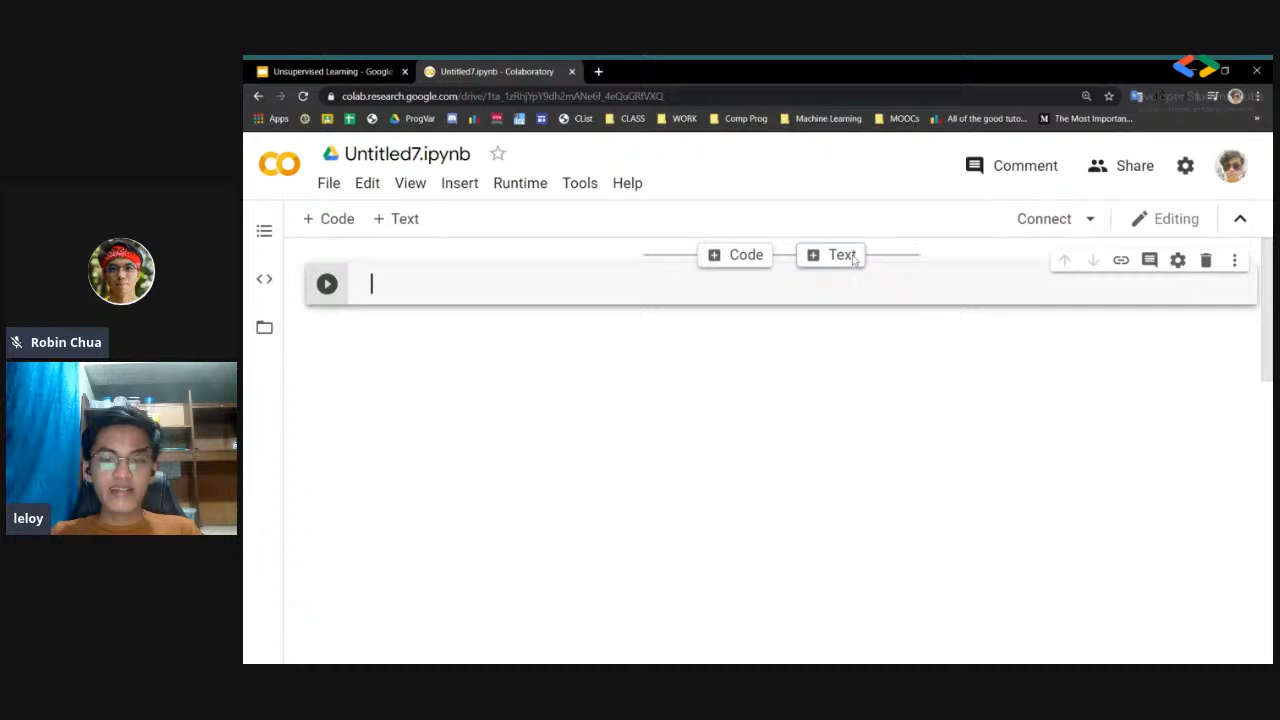 Unsupervised Learning - Google
Untitled7.ipynb - Colaboratory
colab.research.google.com/drive/1ta_1zRhjYpY9dh2mANe6f_4eQuGRfVXQ
Apps ProgVar CList CLASS WORK Comp Prog Machine Learning MOOCs All of the good tuto... The Most Importan... »
Untitled7.ipynb
Comment Share
File Edit View Insert Runtime Tools Help
+ Code + Text
Connect Editing
Code Text
Robin Chua
leloy